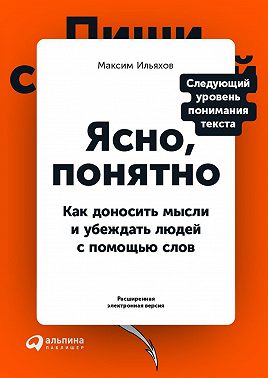 Пиши
с
й
Максим Ильяхов
Следующий
уровень
понимания
текста
Ясно,
понятно
Как доносить мысли
и убеждать людей
с помощью слов
Расширенная
электронная версия
альпина
ПАБЛИШЕР